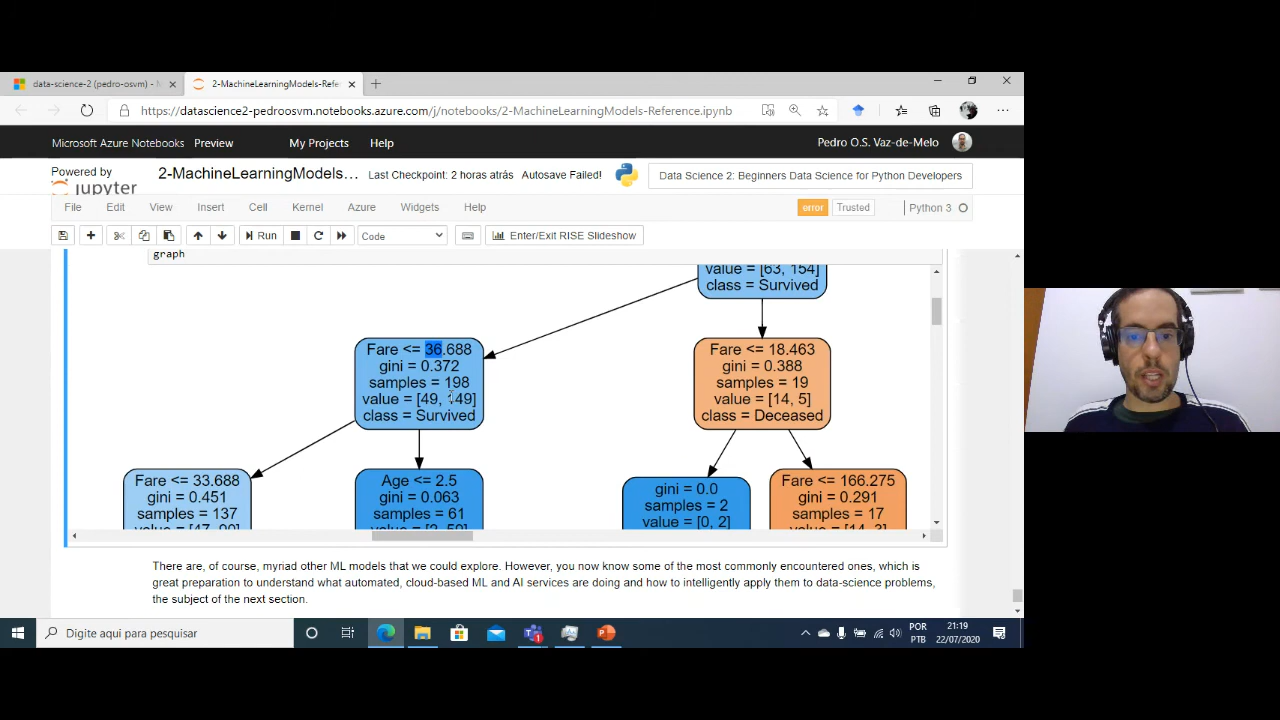 data-science-2 (pedro-osvm) -
2-MachineLearningModels-Refe
https://datascience2-pedroosvm.notebooks.azure.com/j/notebooks/2-MachineLearningModels-Reference.ipynb
Microsoft Azure Notebooks Preview My Projects Help Pedro O.S. Vaz-de-Melo
Powered by
jupyter
2-MachineLearningModels... Last Checkpoint: 2 horas atrás Autosave Failed! Data Science 2: Beginners Data Science for Python Developers
File Edit View Insert Cell Kernel Azure Widgets Help error Trusted Python 3
Run Code Enter/Exit RISE Slideshow
graph
value = [63, 154]
class = Survived
Fare <= 36.688
gini = 0.372
samples = 198
value = [49, 149]
class = Survived
Fare <= 18.463
gini = 0.388
samples = 19
value = [14, 5]
class = Deceased
Fare <= 33.688
gini = 0.451
samples = 137
value = [47, 90]
Age <= 2.5
gini = 0.063
samples = 61
value = [2, 59]
gini = 0.0
samples = 2
value = [0, 2]
Fare <= 166.275
gini = 0.291
samples = 17
value = [14, 3]
There are, of course, myriad other ML models that we could explore. However, you now know some of the most commonly encountered ones, which is
great preparation to understand what automated, cloud-based ML and AI services are doing and how to intelligently apply them to data-science problems,
the subject of the next section.
Digite aqui para pesquisar
POR
PTB
21:19
22/07/2020